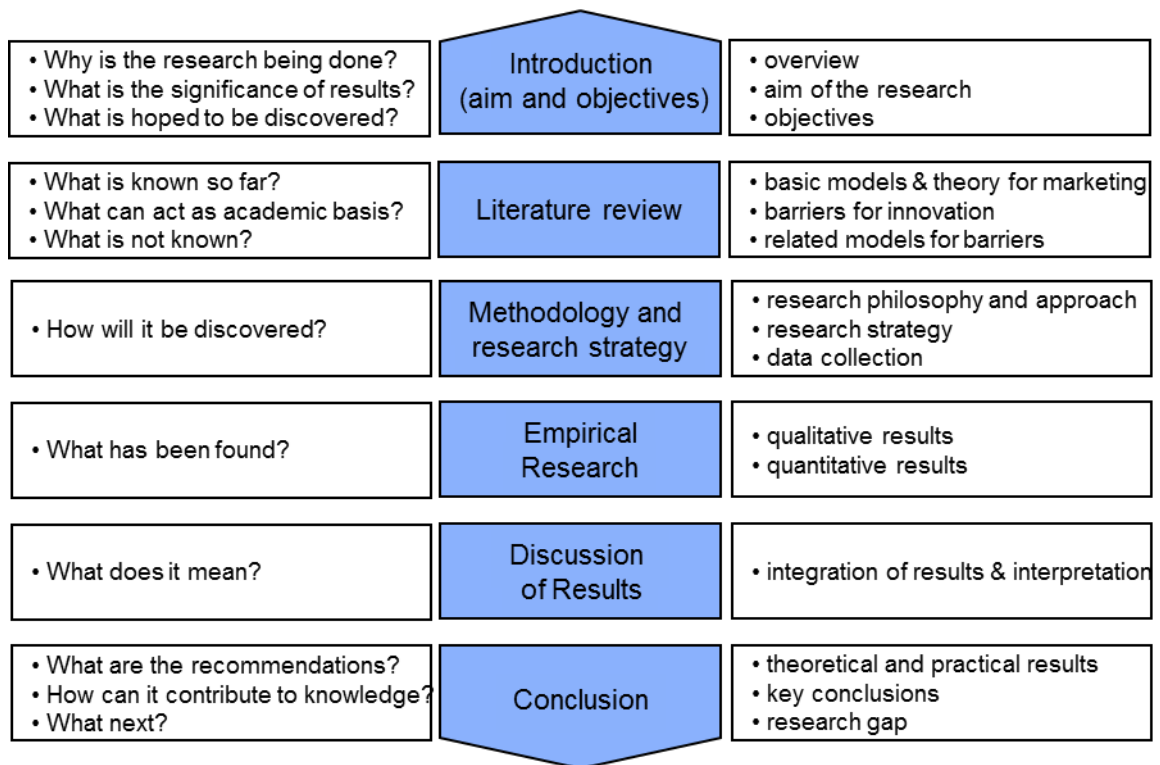 • Why is the research being done?
• What is the significance of results?
• What is hoped to be discovered?
Introduction
(aim and objectives)
• overview
• aim of the research
• objectives
• What is known so far?
• What can act as academic basis?
• What is not known?
Literature review
• basic models & theory for marketing
• barriers for innovation
• related models for barriers
• How will it be discovered?
Methodology and
research strategy
• research philosophy and approach
• research strategy
• data collection
• What has been found?
Empirical
Research
• qualitative results
• quantitative results
• What does it mean?
Discussion
of Results
• integration of results & interpretation
• What are the recommendations?
• How can it contribute to knowledge?
• What next?
Conclusion
• theoretical and practical results
• key conclusions
• research gap